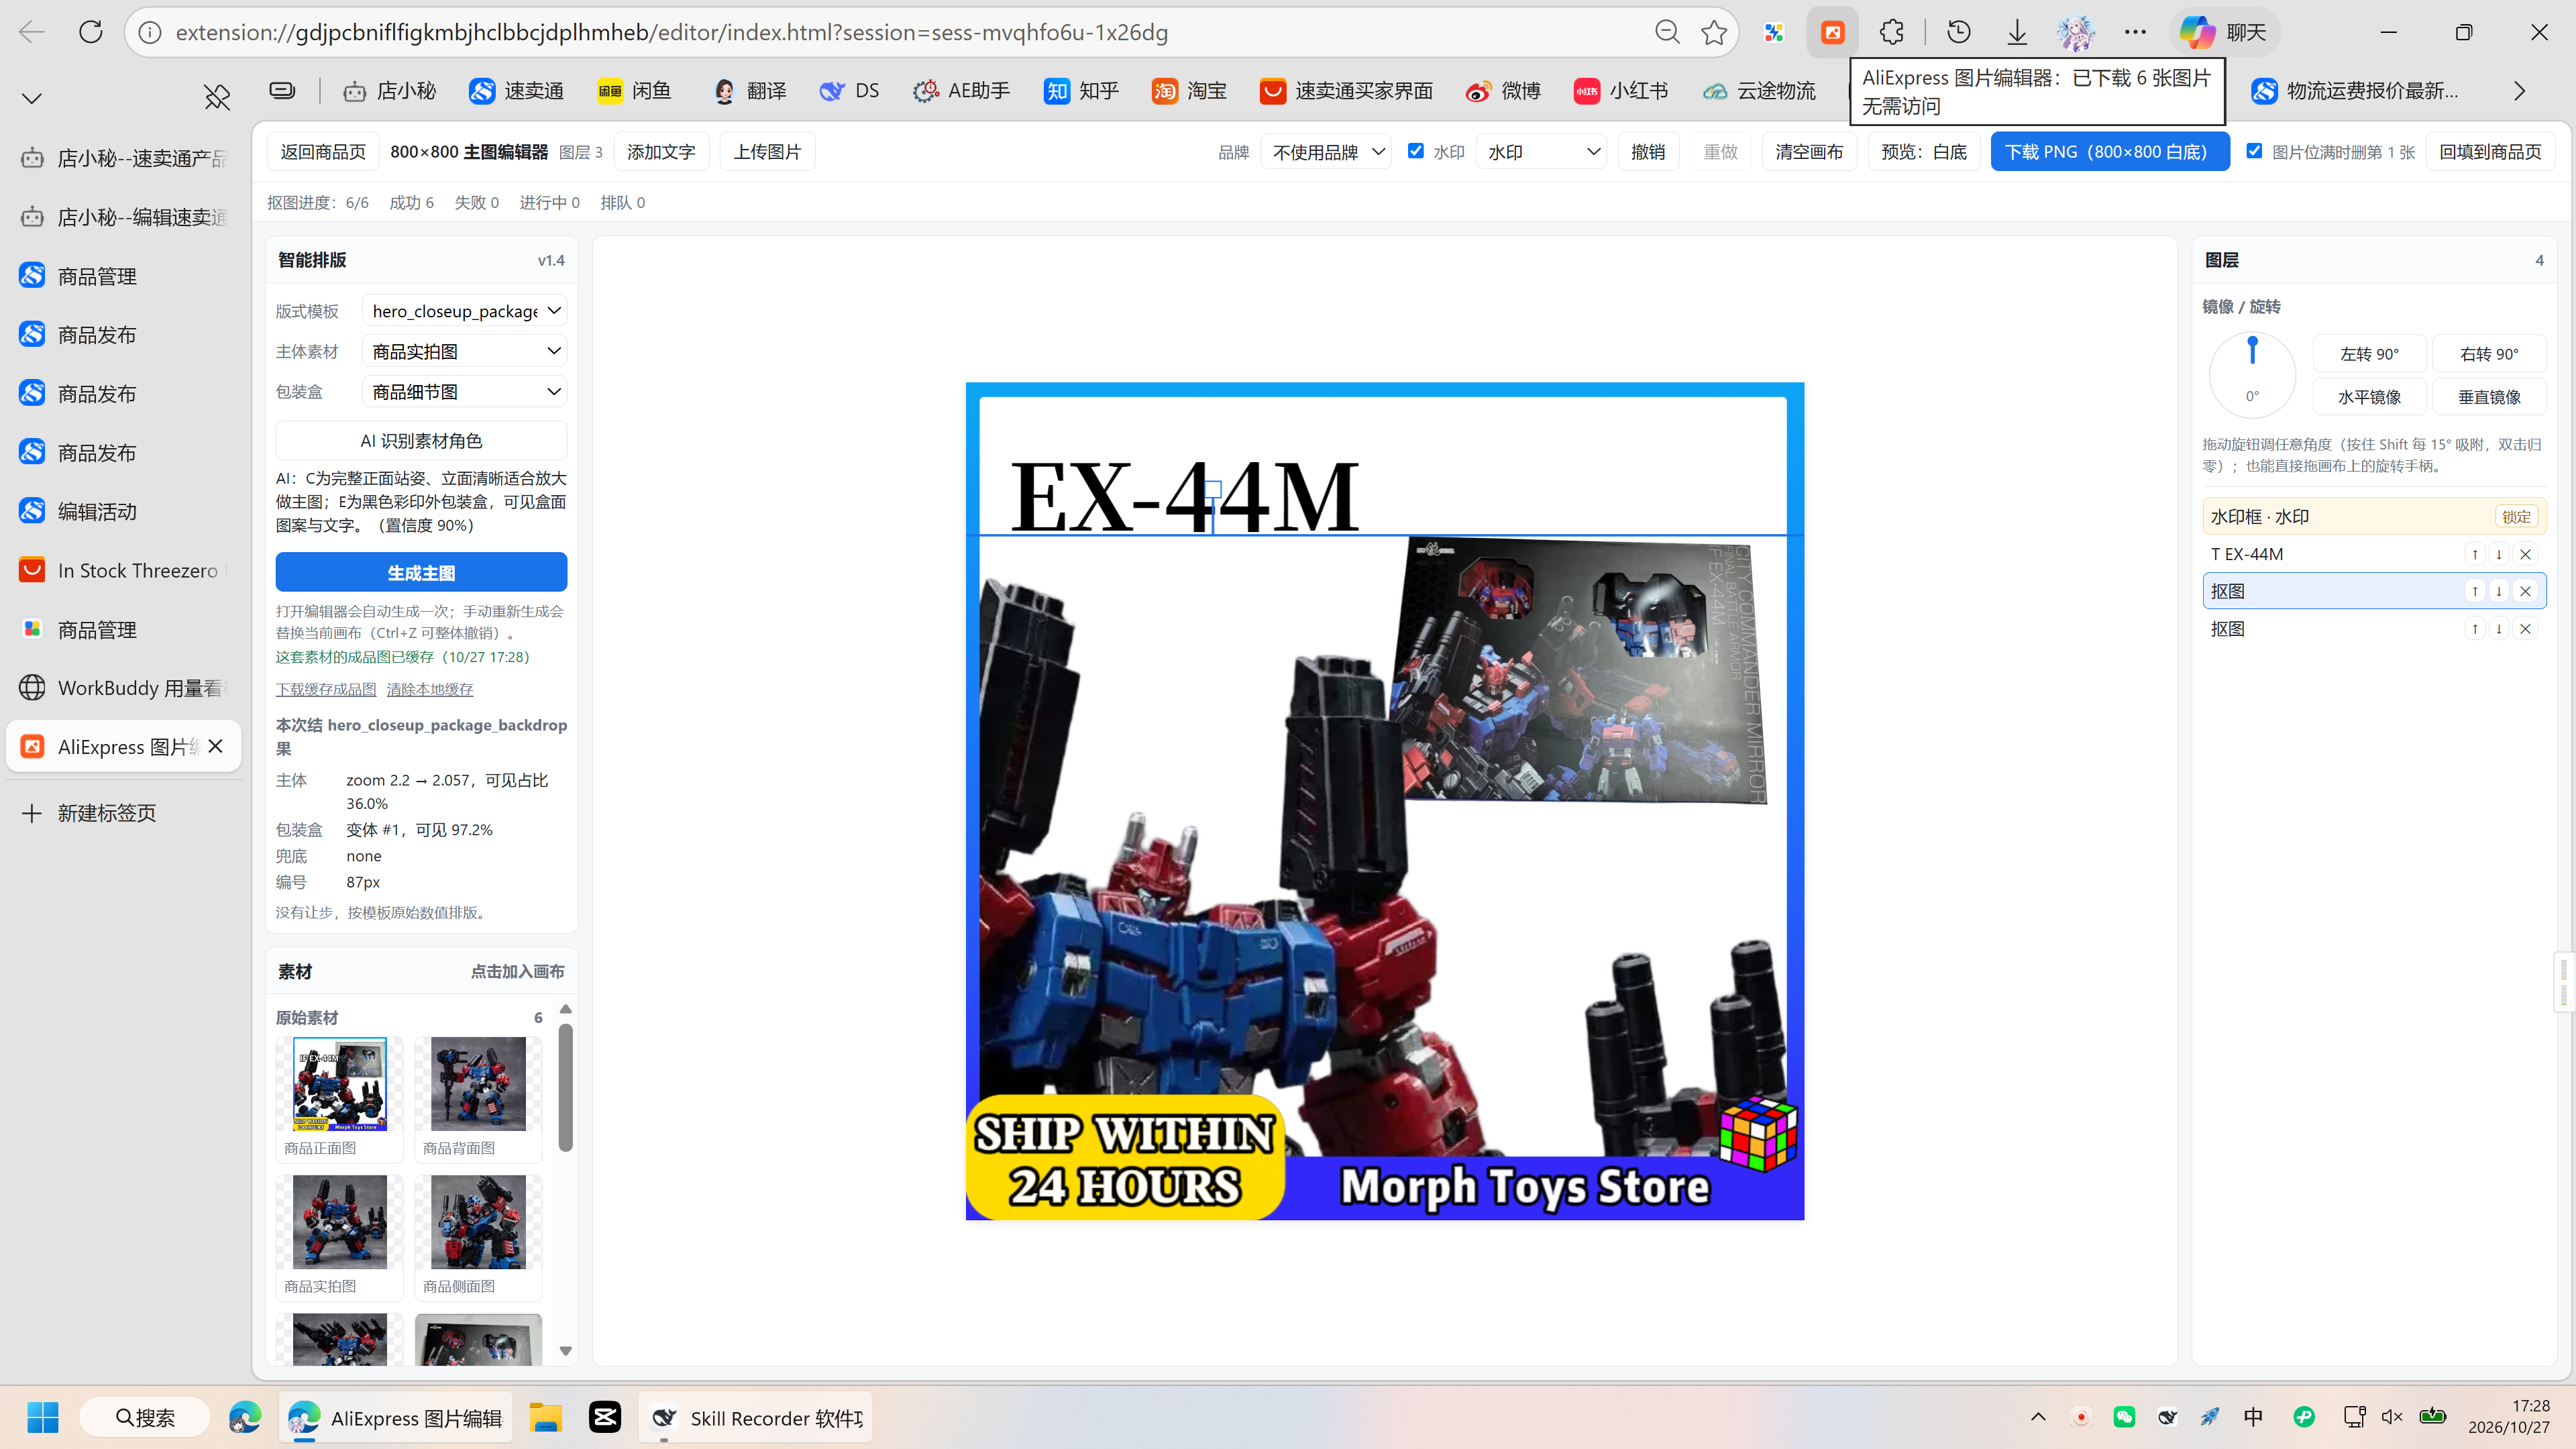 extension://gdjpcbniflfigkmbjhclbbcjdplhmheb/editor/index.html?session=sess-mvqhfo6u-1x26dg
聊天
店小秘
速卖通
闲鱼
翻译
DS
AE助手
知乎
淘宝
速卖通买家界面
微博
小红书
云途物流
物流运费报价最新...
AliExpress 图片编辑器：已下载 6 张图片
无需访问
店小秘--速卖通产品
店小秘--编辑速卖通
商品管理
商品发布
商品发布
商品发布
编辑活动
In Stock Threezero
商品管理
WorkBuddy 用量看
AliExpress 图片编
新建标签页
返回商品页
800×800 主图编辑器
图层 3
添加文字
上传图片
品牌
不使用品牌
水印
水印
撤销
重做
清空画布
预览：白底
下载 PNG（800×800 白底）
图片位满时删第 1 张
回填到商品页
抠图进度：6/6 成功 6 失败 0 进行中 0 排队 0
智能排版
v1.4
版式模板
hero_closeup_package
主体素材
商品实拍图
包装盒
商品细节图
AI 识别素材角色
AI：C为完整正面站姿、立面清晰适合放大
做主图；E为黑色彩印外包装盒，可见盒面
图案与文字。（置信度 90%）
生成主图
打开编辑器会自动生成一次；手动重新生成会
替换当前画布（Ctrl+Z 可整体撤销）。
这套素材的成品图已缓存（10/27 17:28）
下载缓存成品图 清除本地缓存
本次结 hero_closeup_package_backdrop
果
主体
zoom 2.2 → 2.057，可见占比
36.0%
包装盒
变体 #1，可见 97.2%
兜底
none
编号
87px
没有让步，按模板原始数值排版。
素材
点击加入画布
原始素材
6
商品正面图
商品背面图
商品实拍图
商品侧面图
EX-44M
CITY COMMANDER MIRROR
FINAL BATTLE ARMOR
IF EX-44M
SHIP WITHIN
24 HOURS
Morph Toys Store
图层
4
镜像 / 旋转
0°
左转 90°
右转 90°
水平镜像
垂直镜像
拖动旋钮调任意角度（按住 Shift 每 15° 吸附，双击归
零）；也能直接拖画布上的旋转手柄。
水印框 · 水印
锁定
T EX-44M
抠图
抠图
搜索
AliExpress 图片编辑
Skill Recorder 软件
中
17:28
2026/10/27